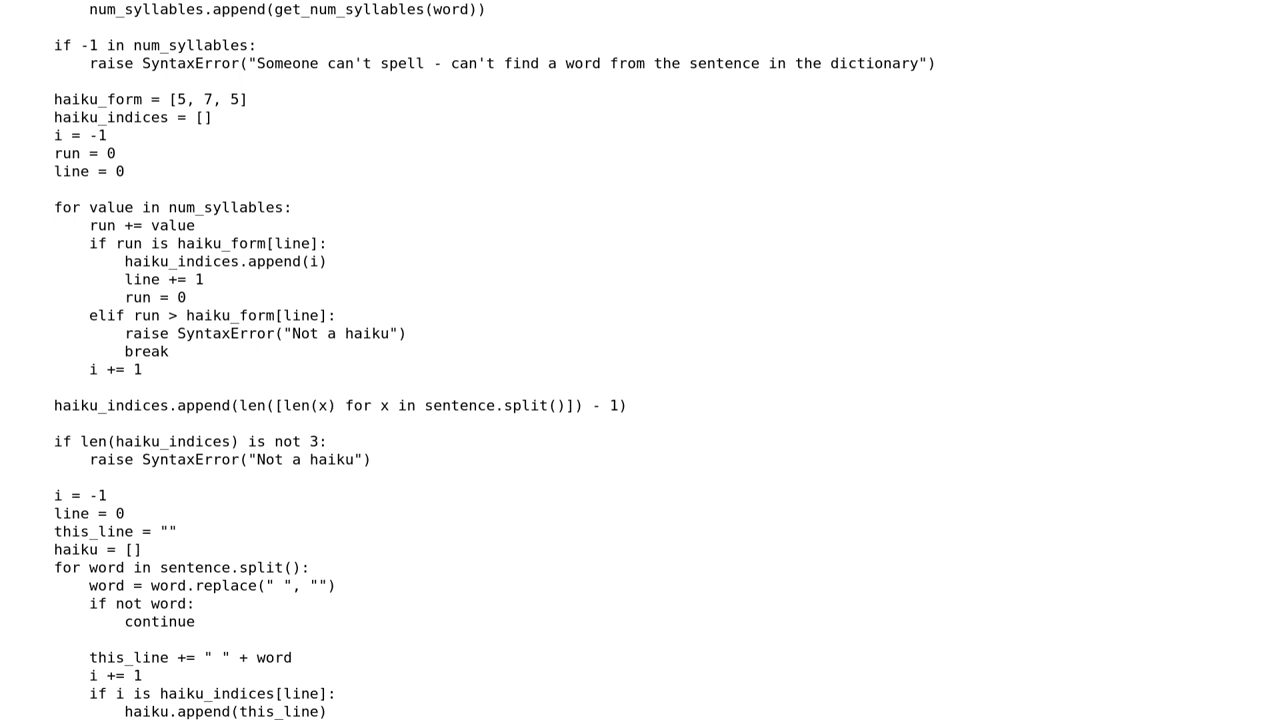 num_syllables.append(get_num_syllables(word))
if -1 in num_syllables:
raise SyntaxError("Someone can't spell - can't find a word from the sentence in the dictionary")
haiku_form = [5, 7, 5]
haiku_indices = []
i = -1
run = 0
line = 0
for value in num_syllables:
run += value
if run is haiku_form[line]:
haiku_indices.append(i)
line += 1
run = 0
elif run > haiku_form[line]:
raise SyntaxError("Not a haiku")
break
i += 1
haiku_indices.append(len([len(x) for x in sentence.split()]) - 1)
if len(haiku_indices) is not 3:
raise SyntaxError("Not a haiku")
i = -1
line = 0
this_line = ""
haiku = []
for word in sentence.split():
word = word.replace(" ", "")
if not word:
continue
this_line += " " + word
i += 1
if i is haiku_indices[line]:
haiku.append(this_line)